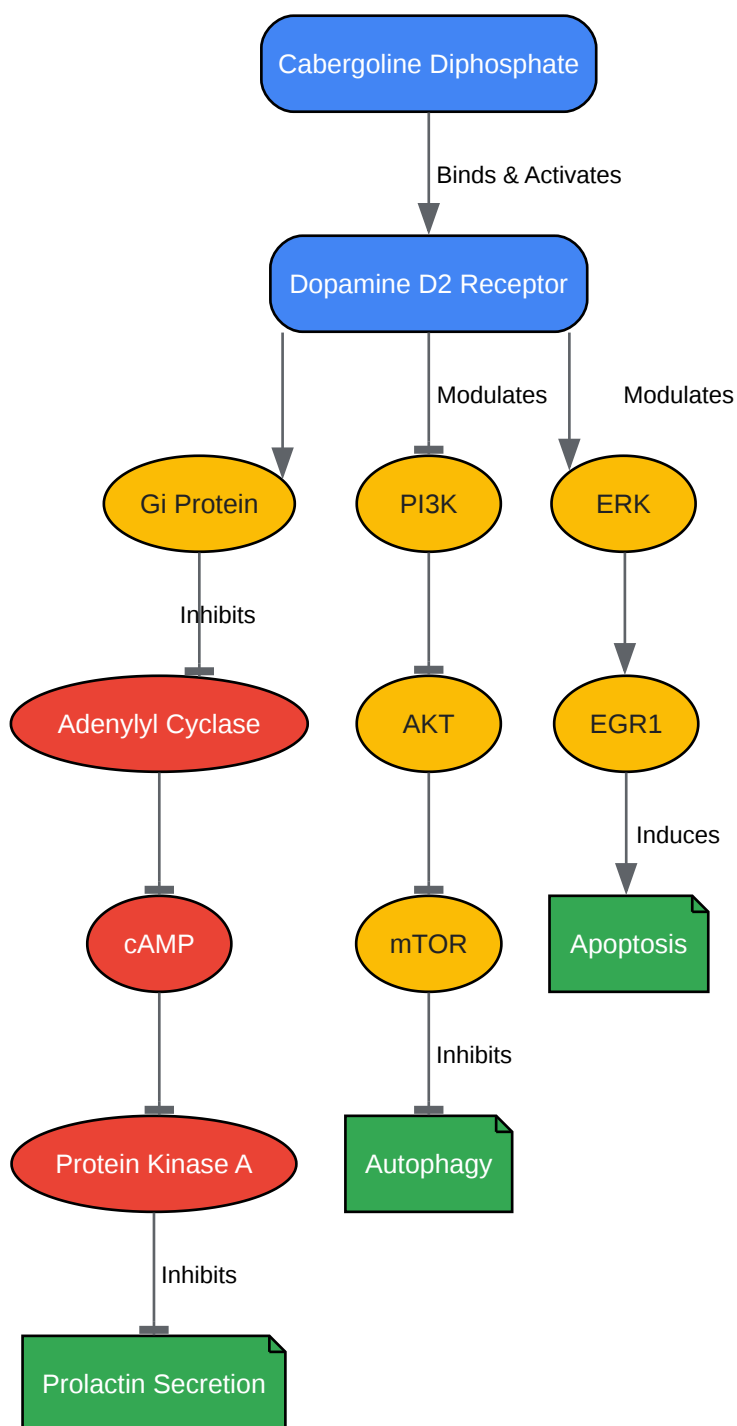 Cabergoline Diphosphate
Binds & Activates
Dopamine D2 Receptor
Modulates
Modulates
Gi Protein
PI3K
ERK
Inhibits
Adenylyl Cyclase
AKT
EGR1
Induces
cAMP
mTOR
Apoptosis
Inhibits
Protein Kinase A
Autophagy
Inhibits
Prolactin Secretion